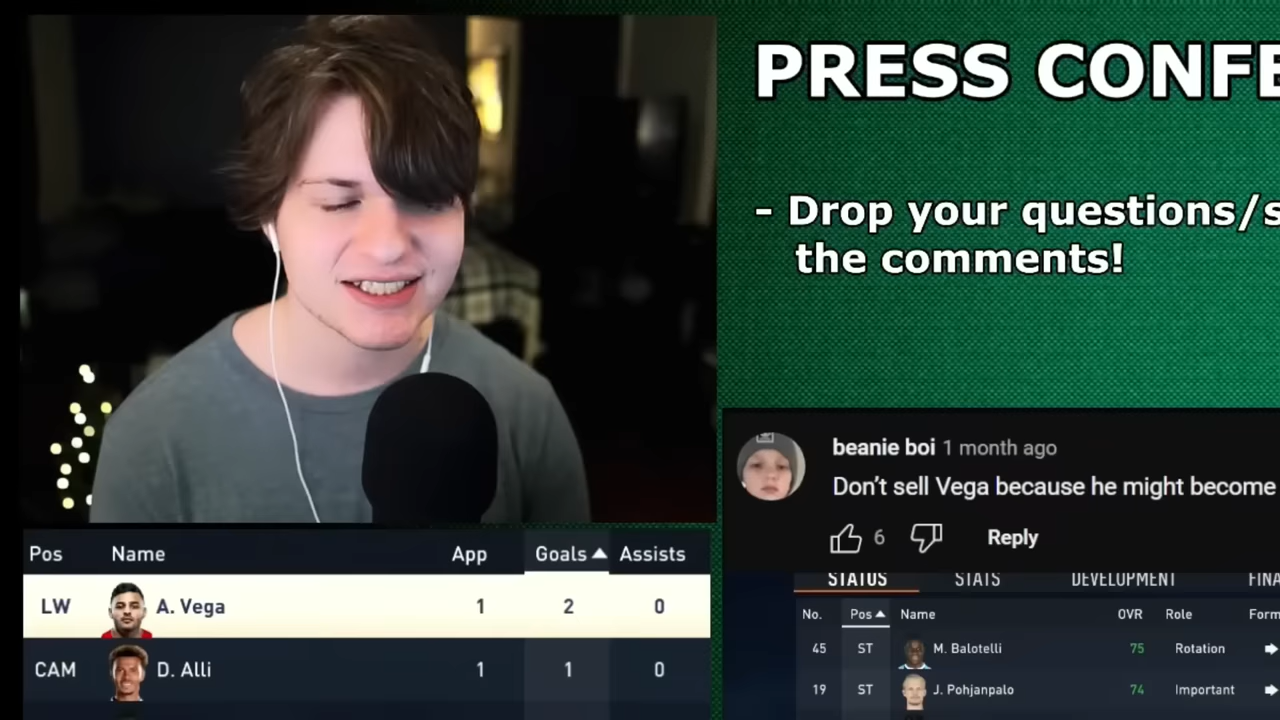 PRESS CONFE
- Drop your questions/s
the comments!
beanie boi 1 month ago
Don't sell Vega because he might become
6 Reply
Pos Name App Goals Assists
LW A. Vega 1 2 0
CAM D. Alli 1 1 0
STATUS STATS DEVELOPMENT FINA
No. Pos Name OVR Role Form
45 ST M. Balotelli 75 Rotation
19 ST J. Pohjanpalo 74 Important